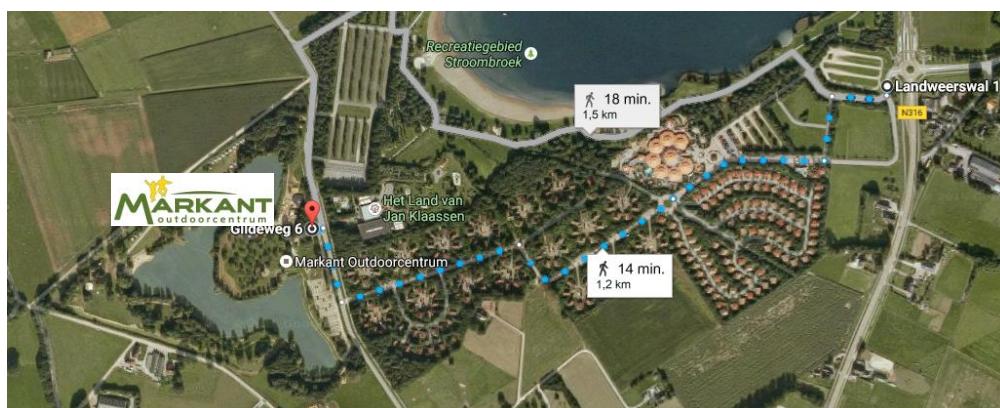 Recreatiegebied
Stroombroek
18 min.
1,5 km
Landweerswal 1
N316
MARKANT
outdoorcentrum
Het Land van
Jan Klaassen
Gildeweg 6
Markant Outdoorcentrum
14 min.
1,2 km